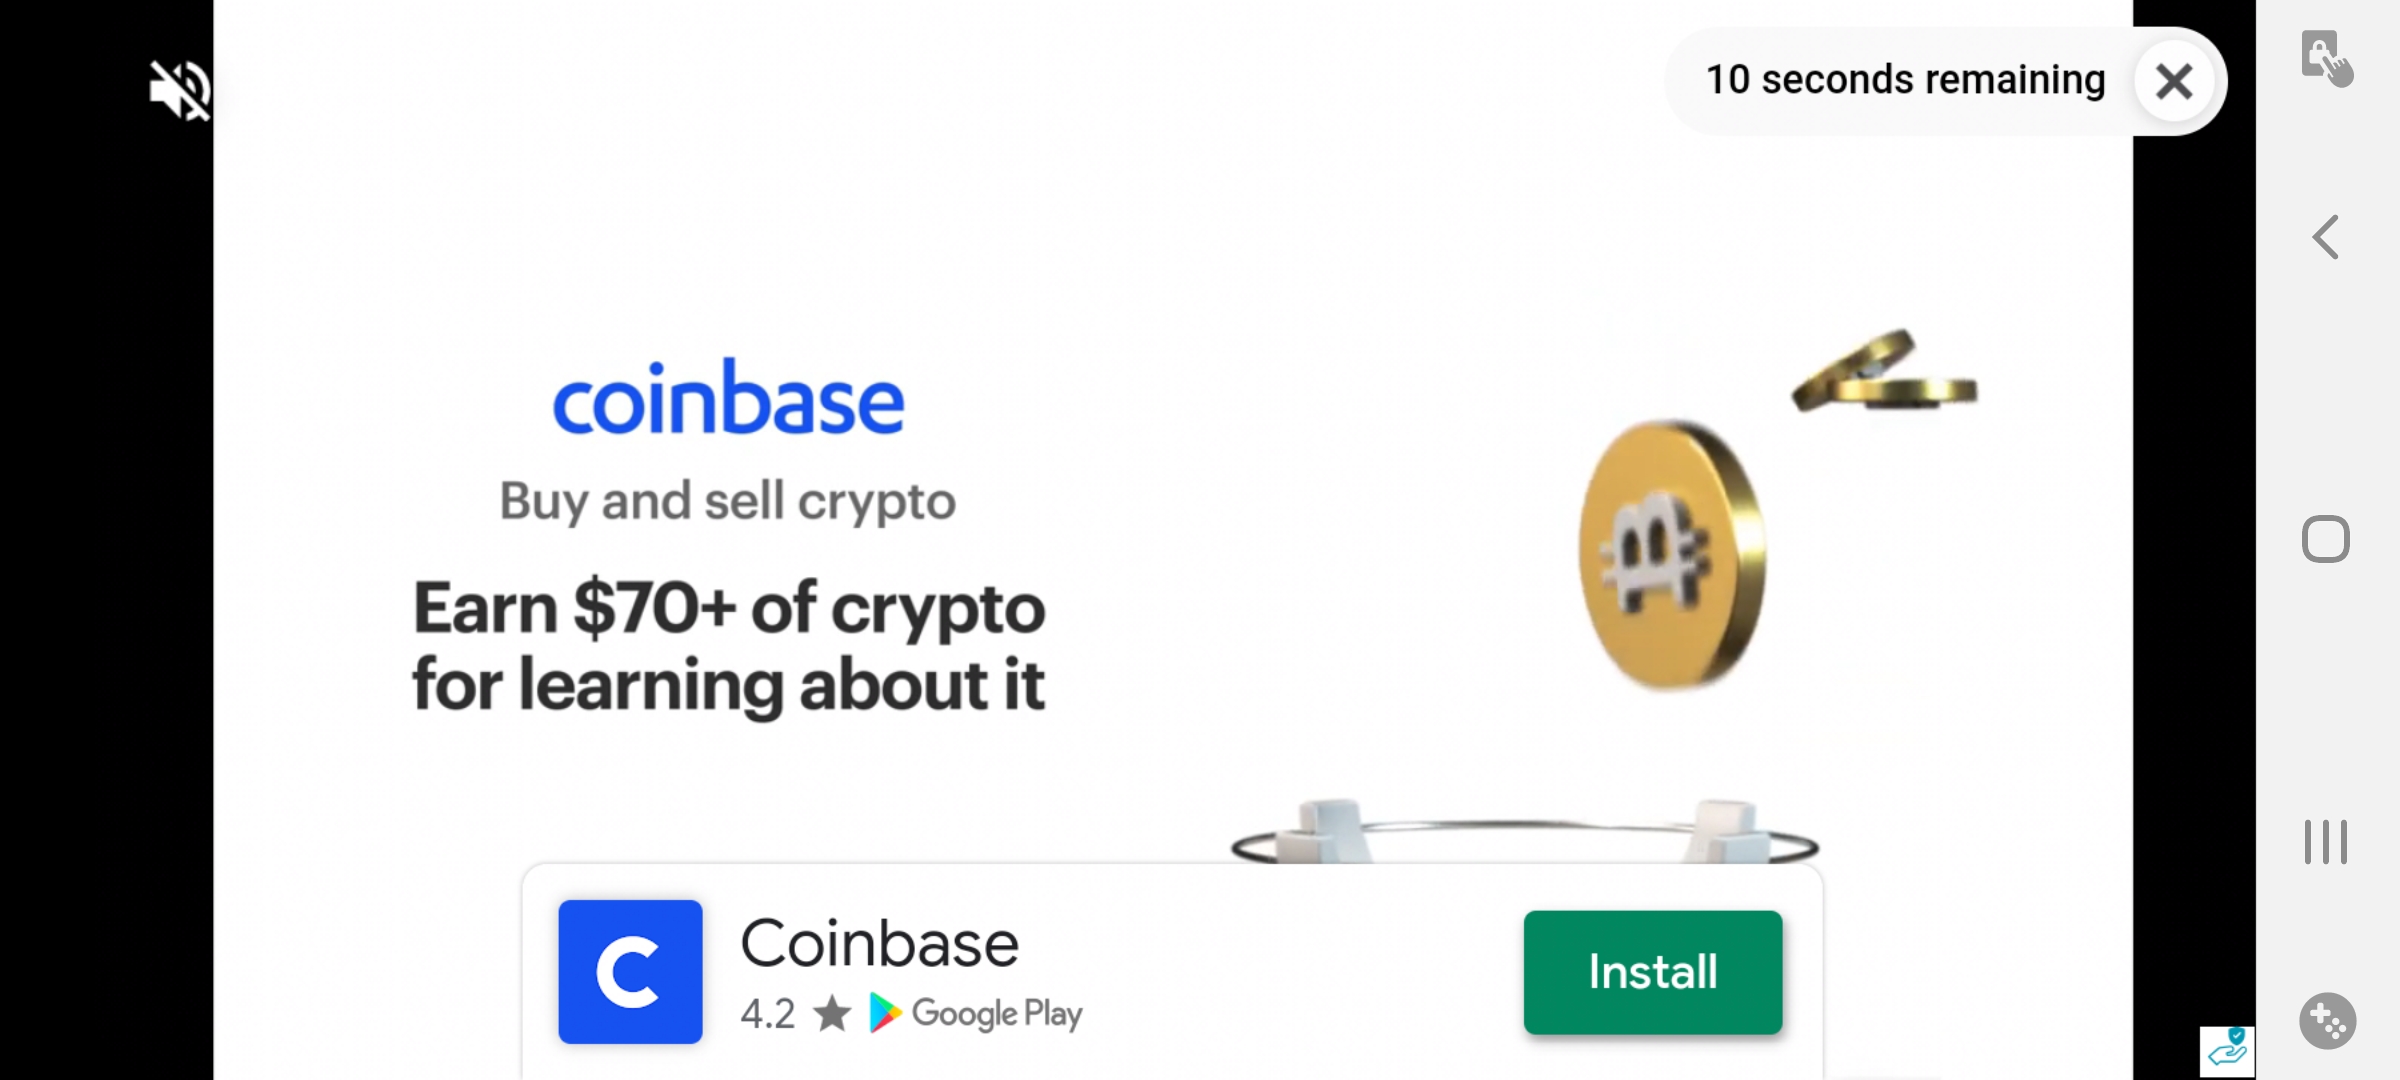 10 seconds remaining
coinbase
Buy and sell crypto
Earn $70+ of crypto
for learning about it
Coinbase
4.2 ★ Google Play
Install